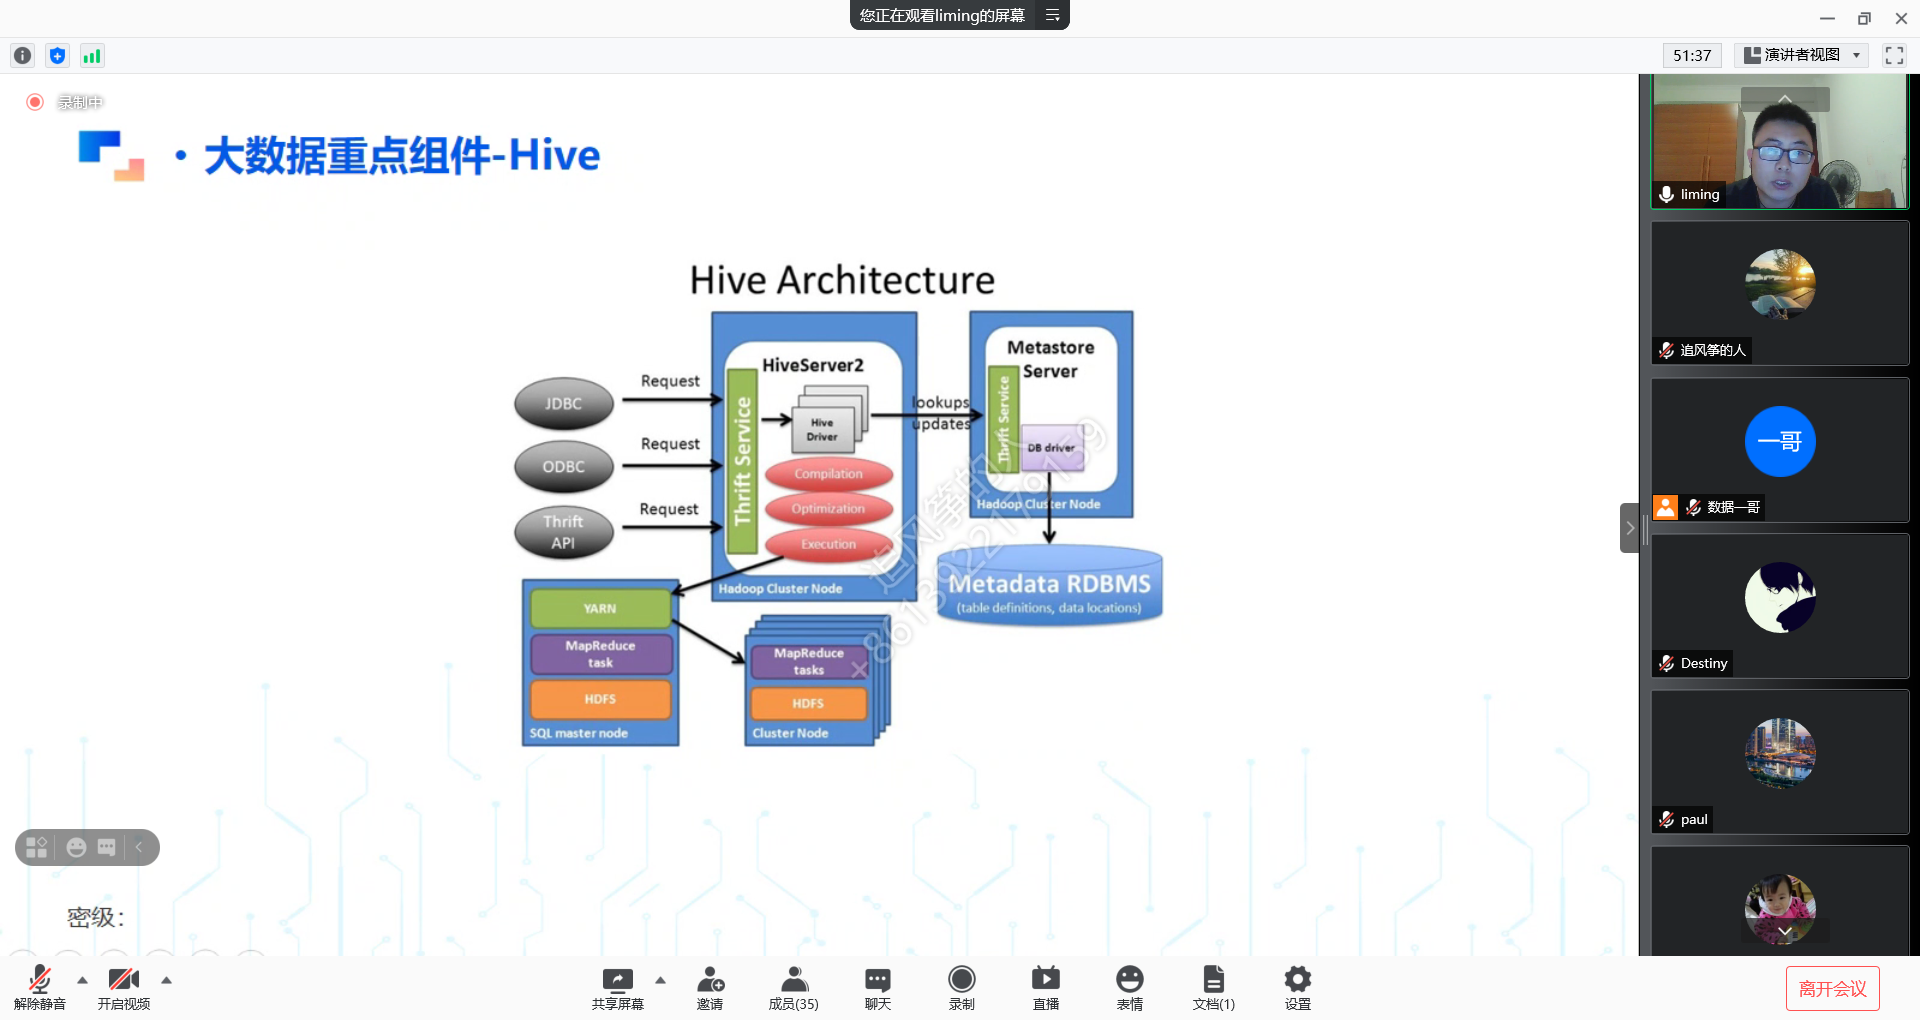 您正在观看liming的屏幕
51:37
演讲者视图
录制中
• 大数据重点组件-Hive
Hive Architecture
JDBC
ODBC
Thrift
API
Request
Request
Request
HiveServer2
Thrift Service
Hive
Driver
Compilation
Optimization
Execution
Hadoop Cluster Node
lookups
updates
Metastore
Server
Thrift Service
DB driver
Hadoop Cluster Node
Metadata RDBMS
(table definitions, data locations)
YARN
MapReduce
task
HDFS
SQL master node
MapReduce
tasks
HDFS
Cluster Node
追风筝的人
+8613922179159
密级：
liming
追风筝的人
一哥
数据一哥
Destiny
paul
解除静音
开启视频
共享屏幕
邀请
成员(35)
聊天
录制
直播
表情
文档(1)
设置
离开会议